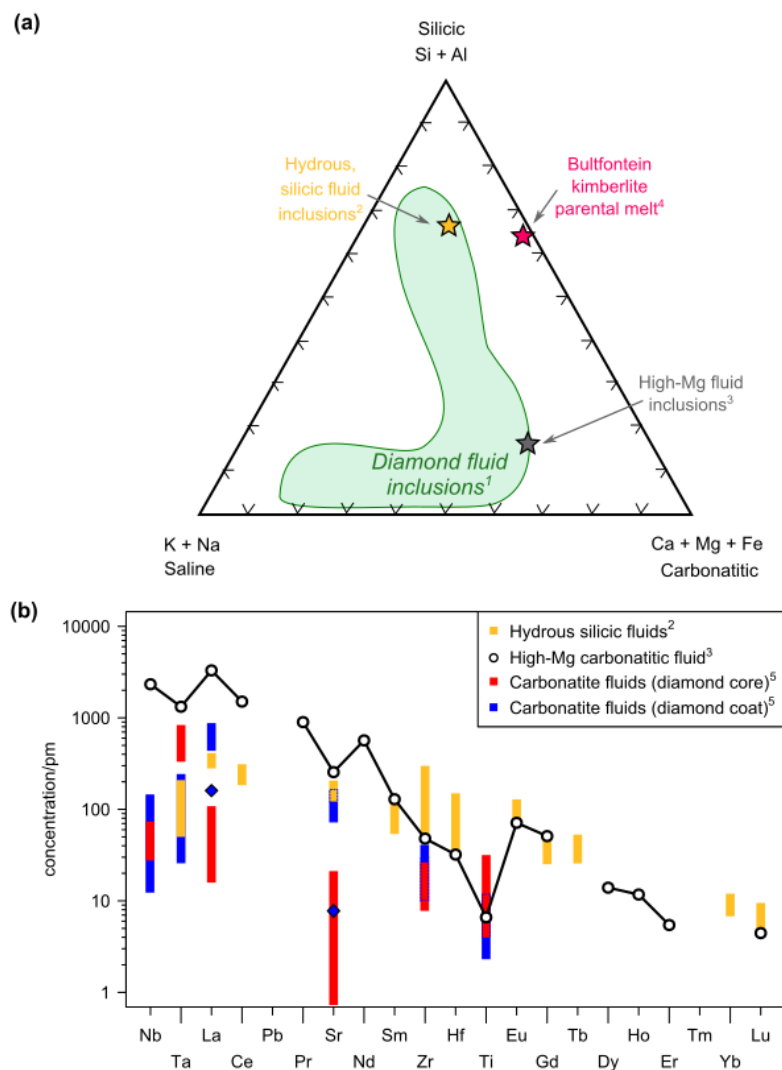 (a)
Silicic
Si + Al
Hydrous,
silicic fluid
inclusions2
Bultfontein
kimberlite
parental melt4
High-Mg fluid
inclusions3
Diamond fluid
inclusions1
K + Na
Saline
Ca + Mg + Fe
Carbonatitic
(b)
concentration/pm
10000
1000
100
10
1
Hydrous silicic fluids2
High-Mg carbonatitic fluid3
Carbonatite fluids (diamond core)5
Carbonatite fluids (diamond coat)5
Nb La Pb Sr Sm Hf Eu Tb Ho Tm Lu
Ta Ce Pr Nd Zr Ti Gd Dy Er Yb